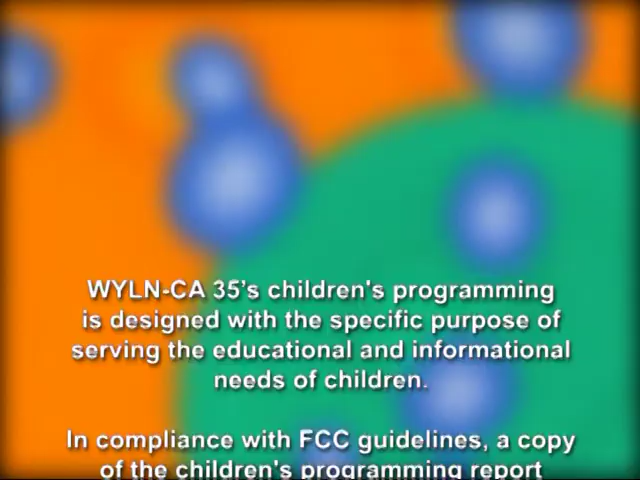 WYLN-CA 35’s children's programming
is designed with the specific purpose of
serving the educational and informational
needs of children.
In compliance with FCC guidelines, a copy
of the children's programming report